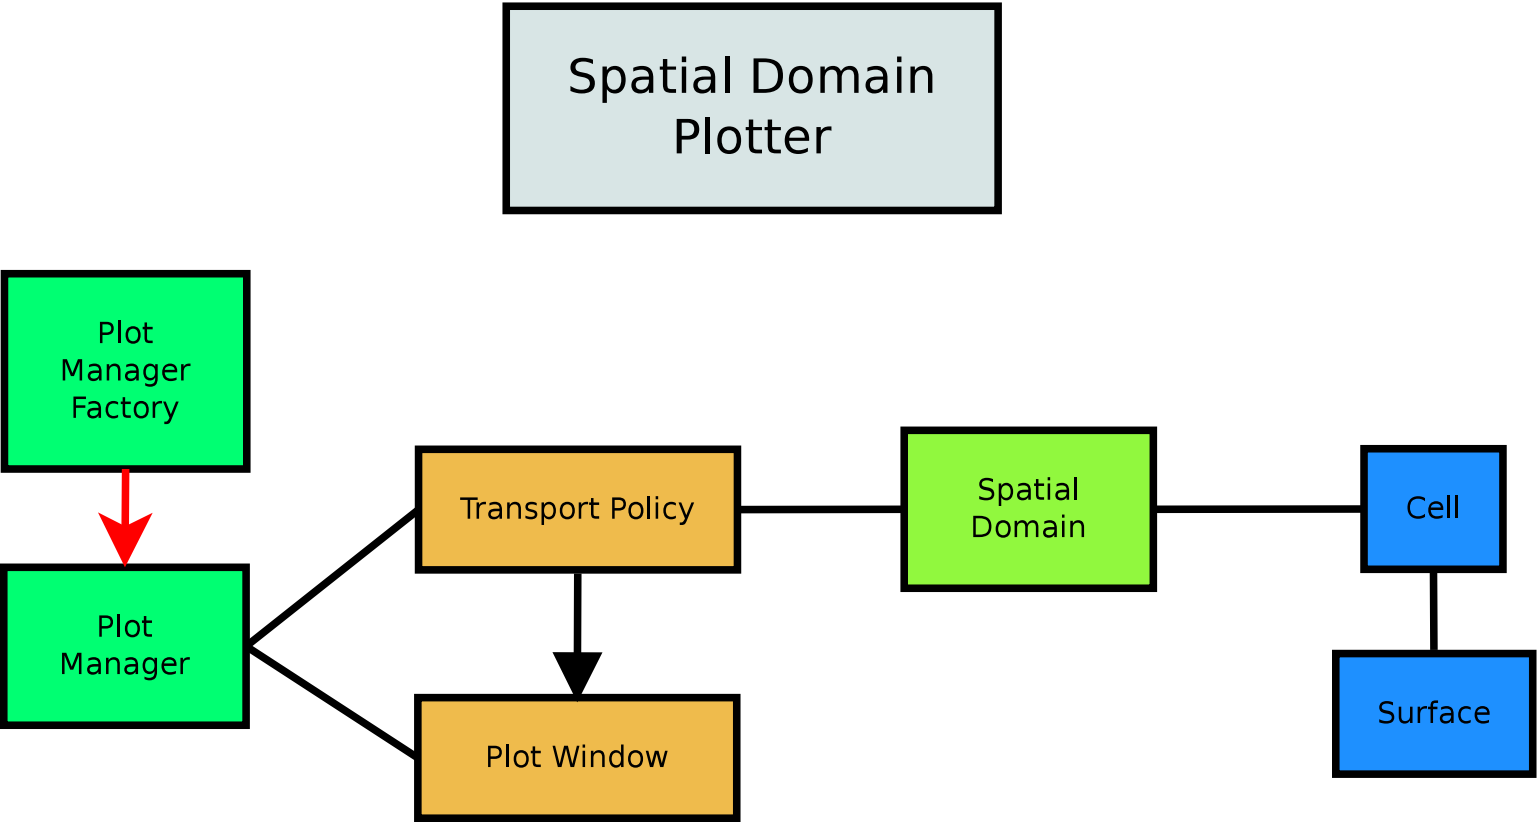 Spatial Domain
Plotter
Plot
Manager
Factory
Plot
Manager
Transport Policy
Plot Window
Spatial
Domain
Cell
Surface